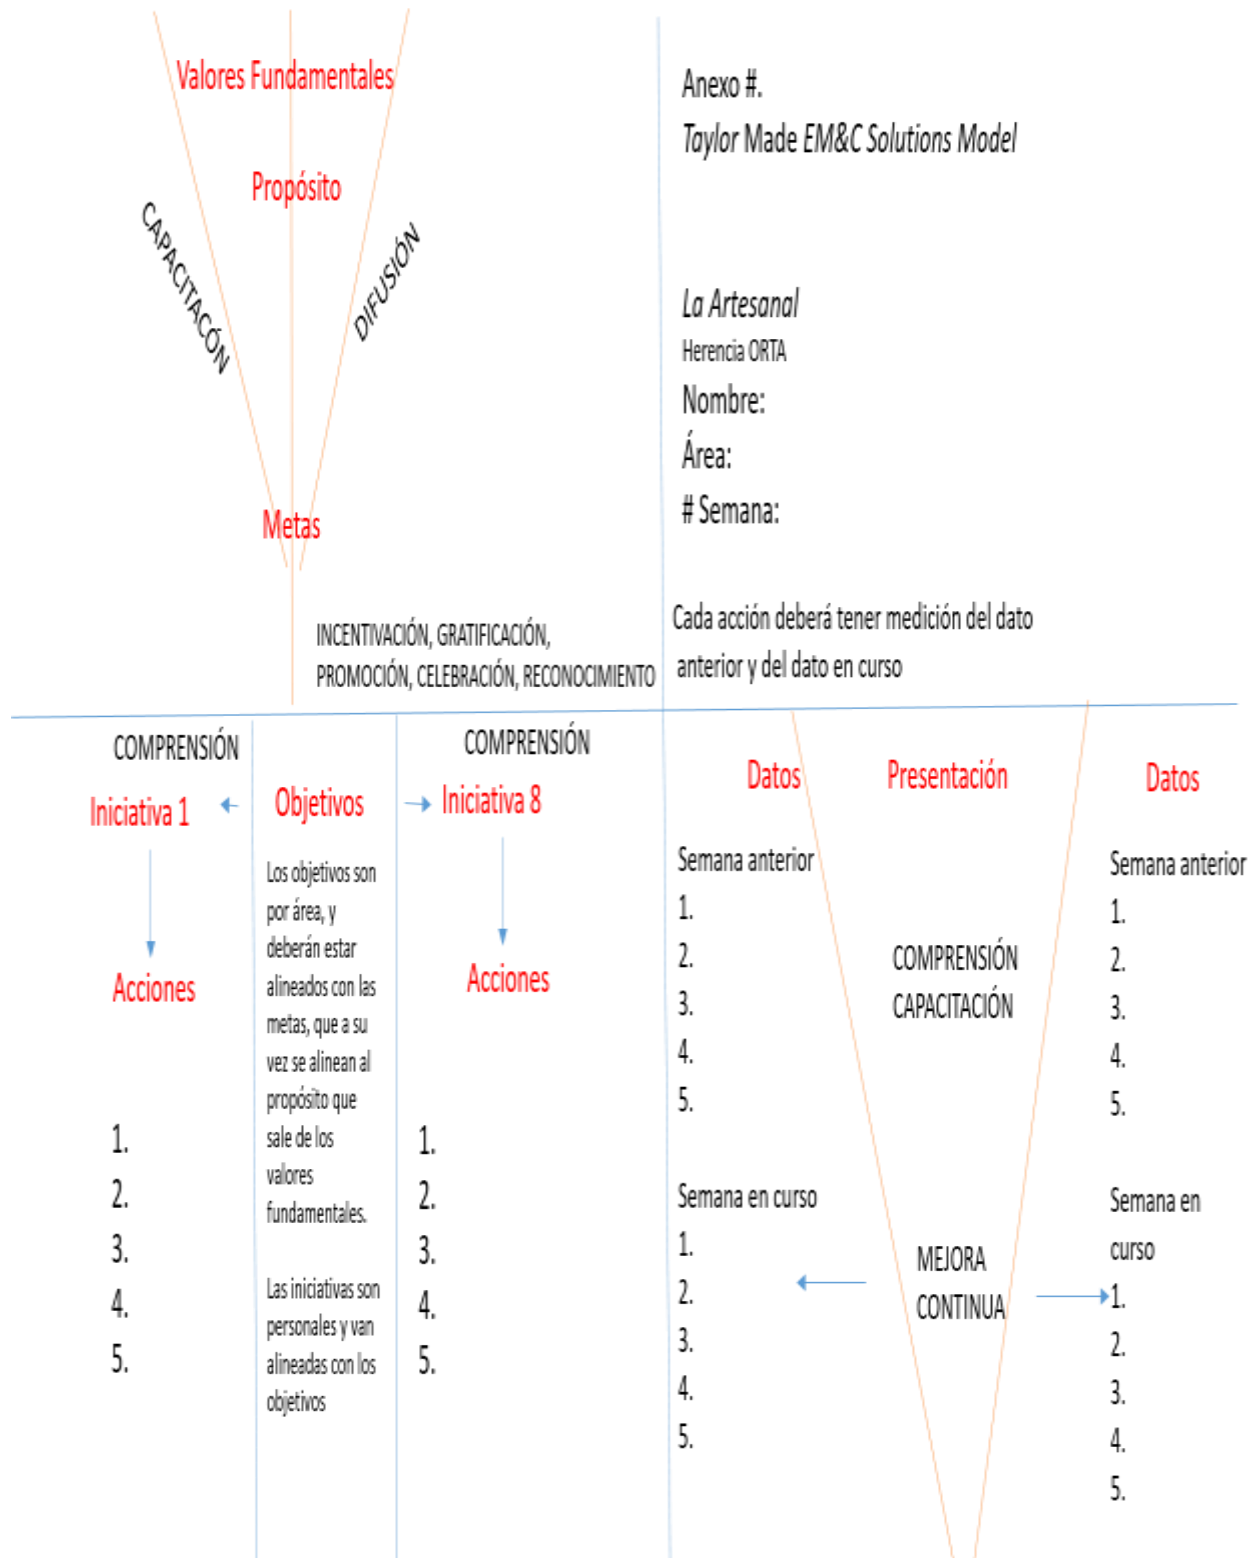 Valores Fundamentales
Propósito
CAPACITACÓN
DIFUSIÓN
Metas
INCENTIVACIÓN, GRATIFICACIÓN,
PROMOCIÓN, CELEBRACIÓN, RECONOCIMIENTO
Anexo #.
Taylor Made EM&C Solutions Model
La Artesanal
Herencia ORTA
Nombre:
Área:
# Semana:
Cada acción deberá tener medición del dato
anterior y del dato en curso
COMPRENSIÓN
Iniciativa 1
Acciones
1.
2.
3.
4.
5.
Objetivos
Los objetivos son
por área, y
deberán estar
alineados con las
metas, que a su
vez se alinean al
propósito que
sale de los
valores
fundamentales.
Las iniciativas son
personales y van
alineadas con los
objetivos
COMPRENSIÓN
Iniciativa 8
Acciones
1.
2.
3.
4.
5.
Datos
Semana anterior
1.
2.
3.
4.
5.
Semana en curso
1.
2.
3.
4.
5.
Presentación
COMPRENSIÓN
CAPACITACIÓN
MEJORA
CONTINUA
Datos
Semana anterior
1.
2.
3.
4.
5.
Semana en
curso
1.
2.
3.
4.
5.